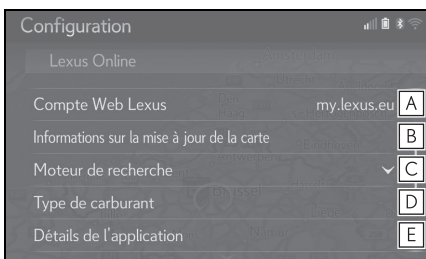 Configuration
Lexus Online
Compte Web Lexus my.lexus.eu A
Informations sur la mise à jour de la carte B
Moteur de recherche C
Type de carburant D
Détails de l'application E